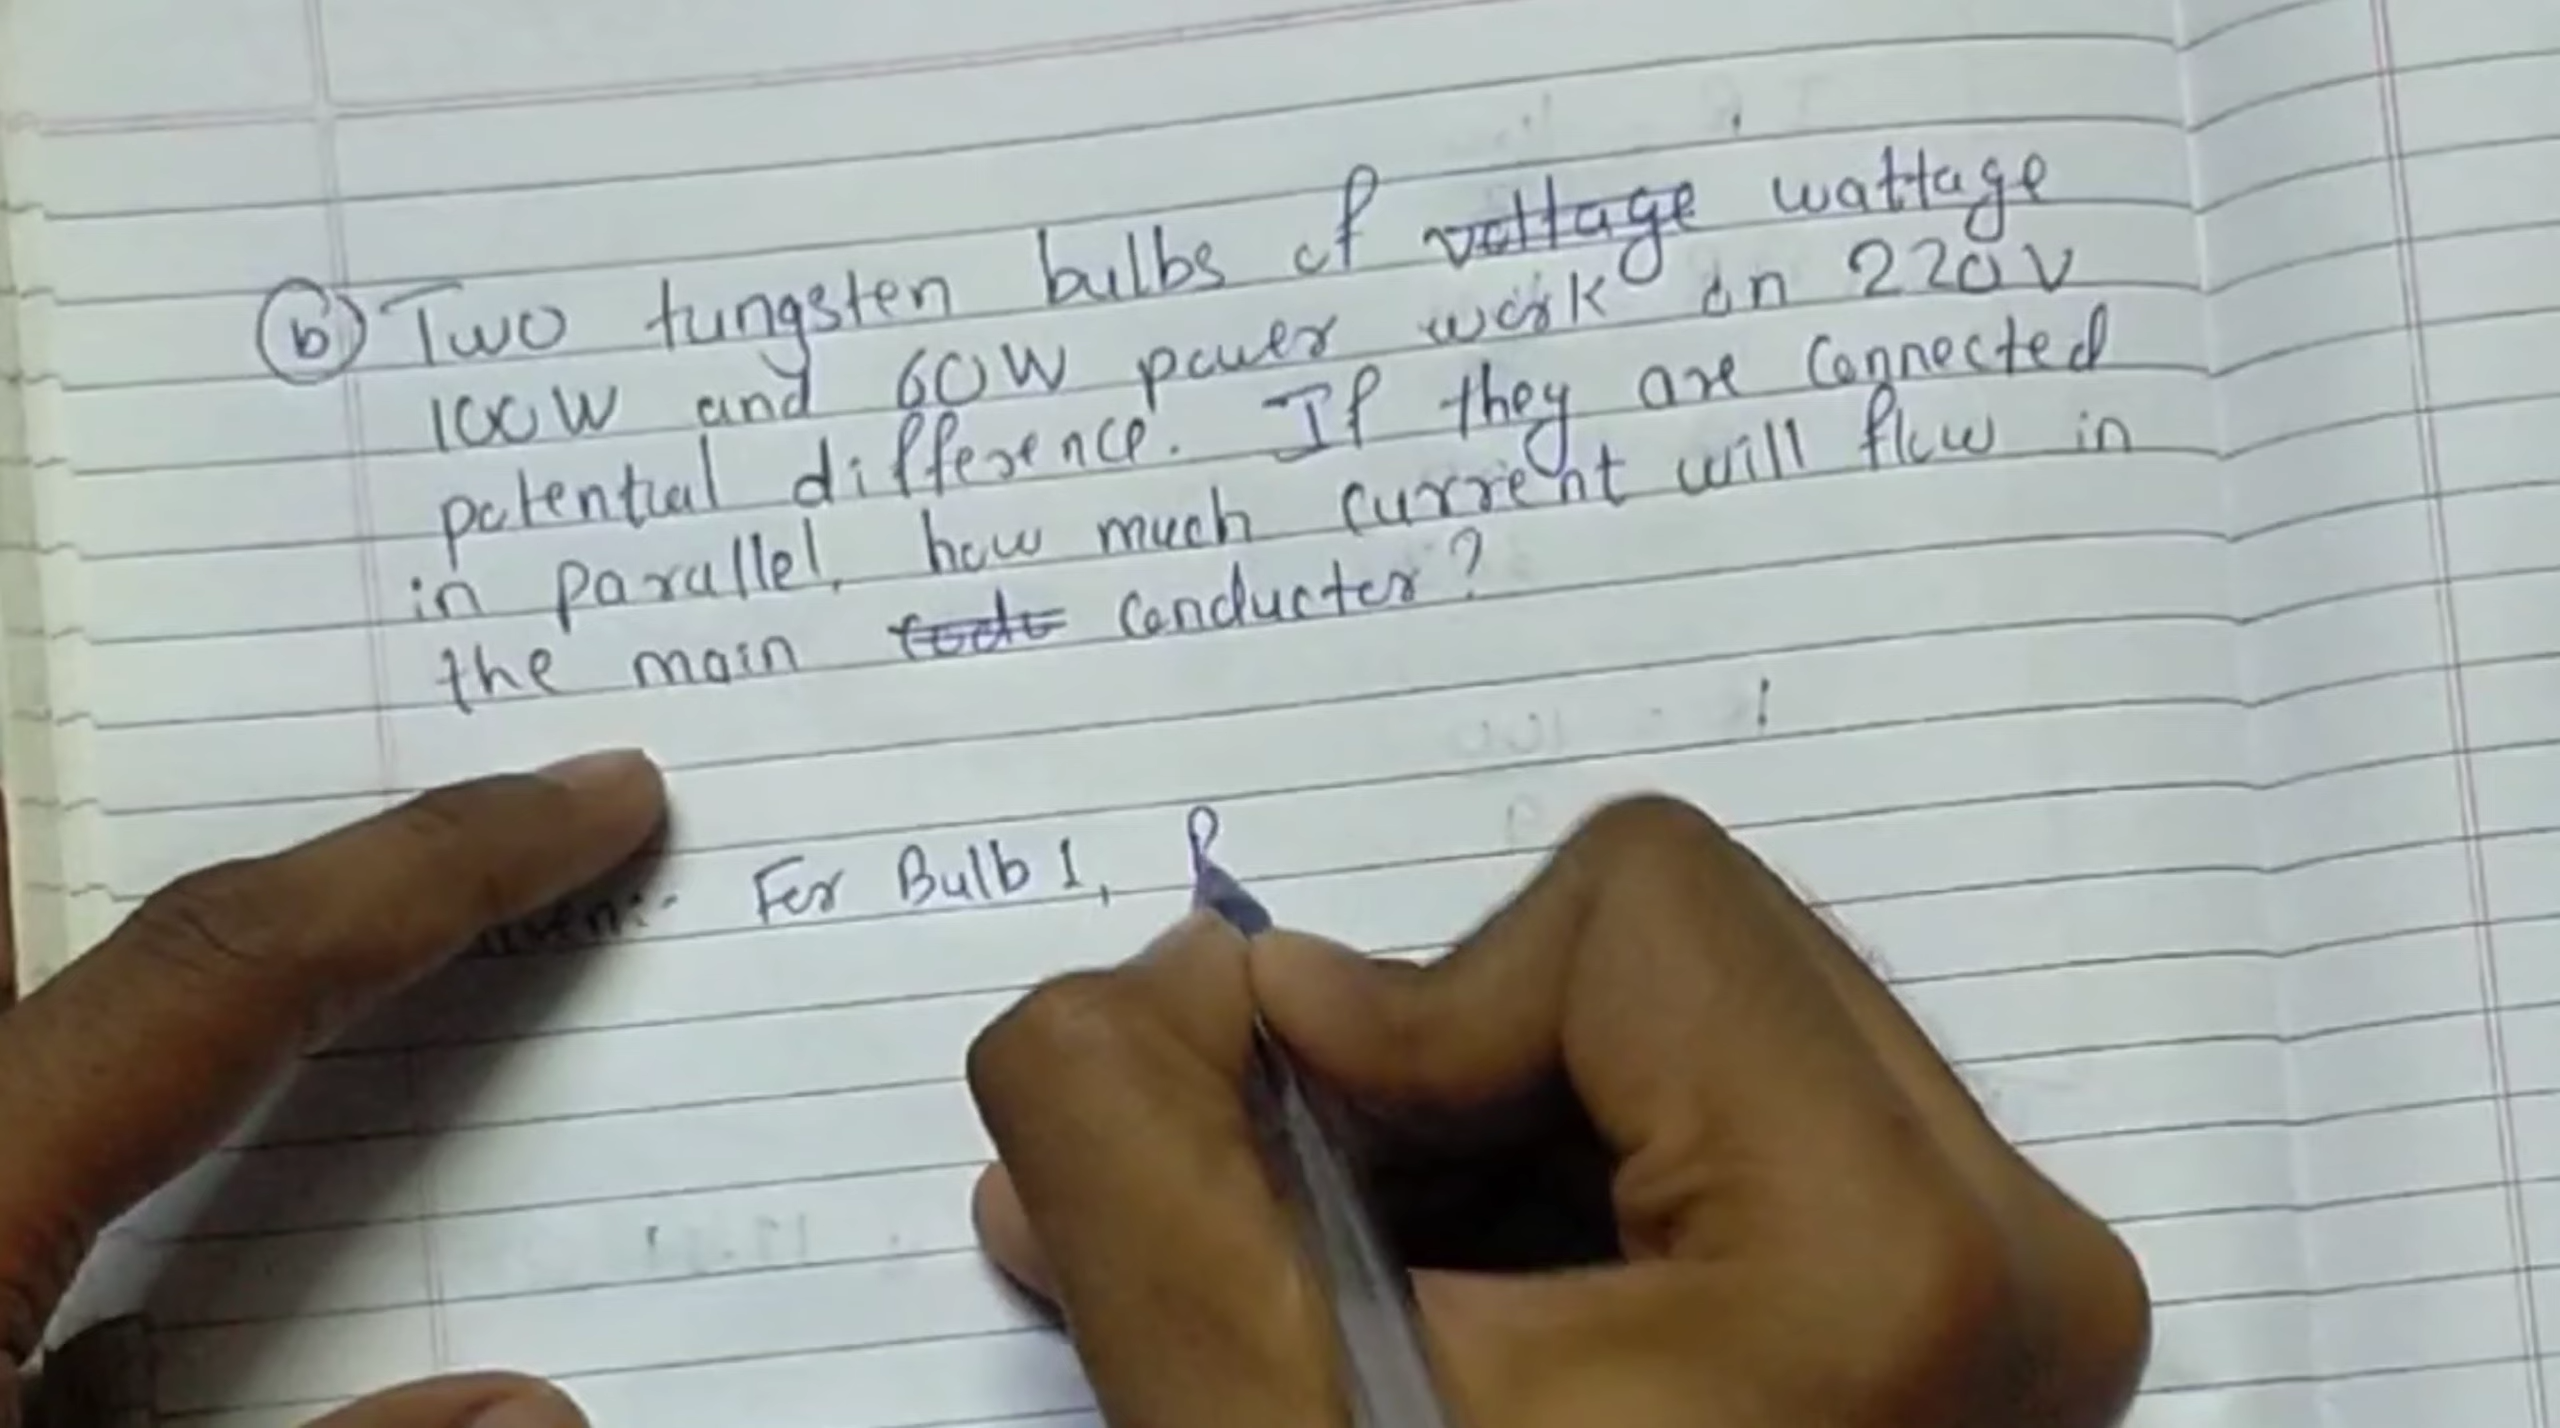 (b) Two tungsten bulbs of voltage wattage
100W and 60W power work on 220V
potential difference. If they are connected
in parallel, how much current will flow in
the main conductor?
For Bulb 1, P